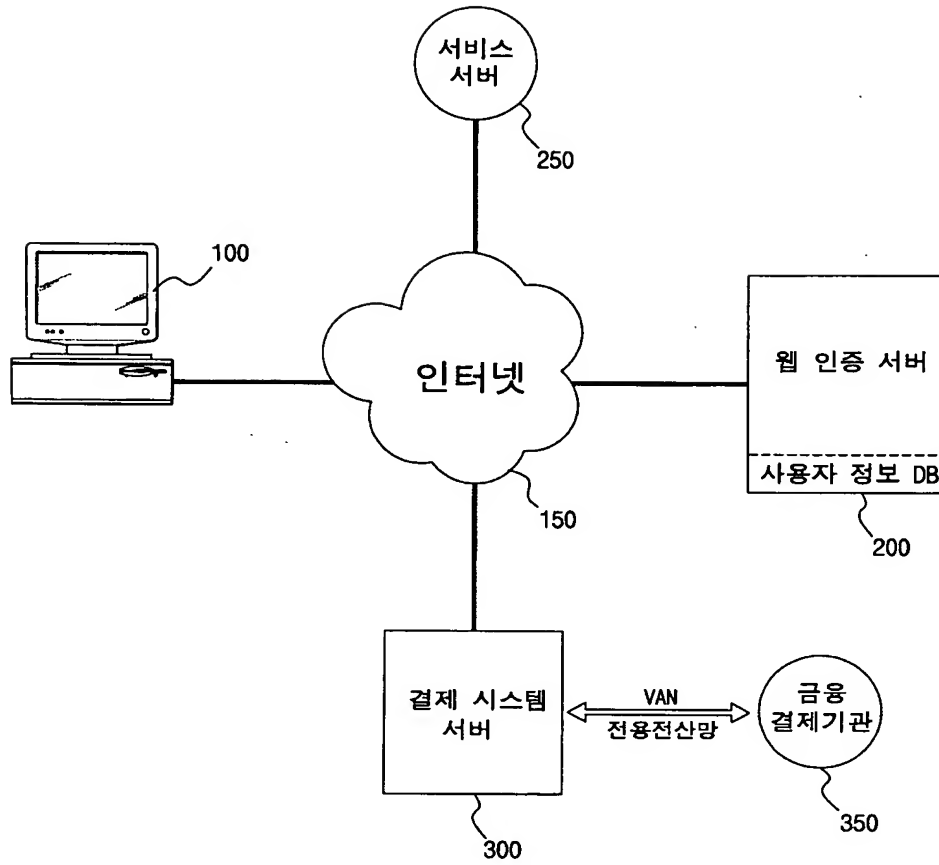 서비스
서버
250
100
인터넷
150
웹 인증 서버
사용자 정보 DB
200
결제 시스템
서버
300
VAN
전용전산망
금융
결제기관
350